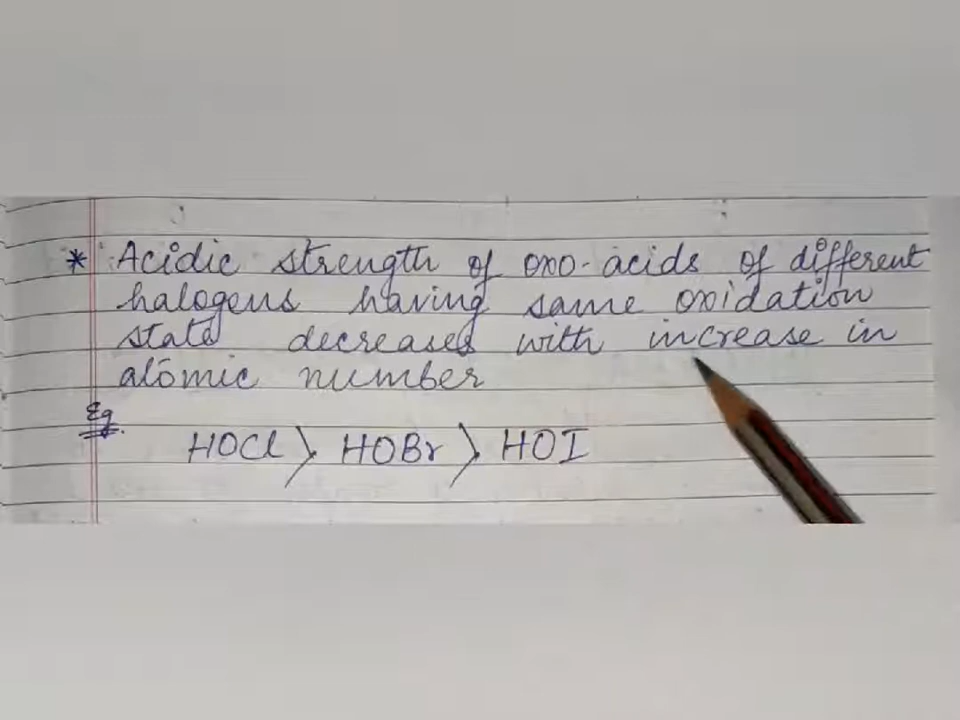 * Acidic strength of oxo-acids of different
halogens having same oxidation
state decreases with increase in
atomic number
Eg.
HOCl > HOBr > HOI